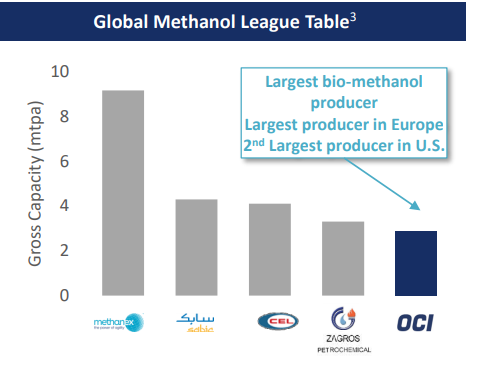 Global Methanol League Table3
Gross Capacity (mtpa)
10
8
6
4
2
0
Largest bio-methanol
producer
Largest producer in Europe
2nd Largest producer in U.S.
methanex
the power of agility
سابك
sabic
CEL
ZAGROS
PETROCHEMICAL
OCI